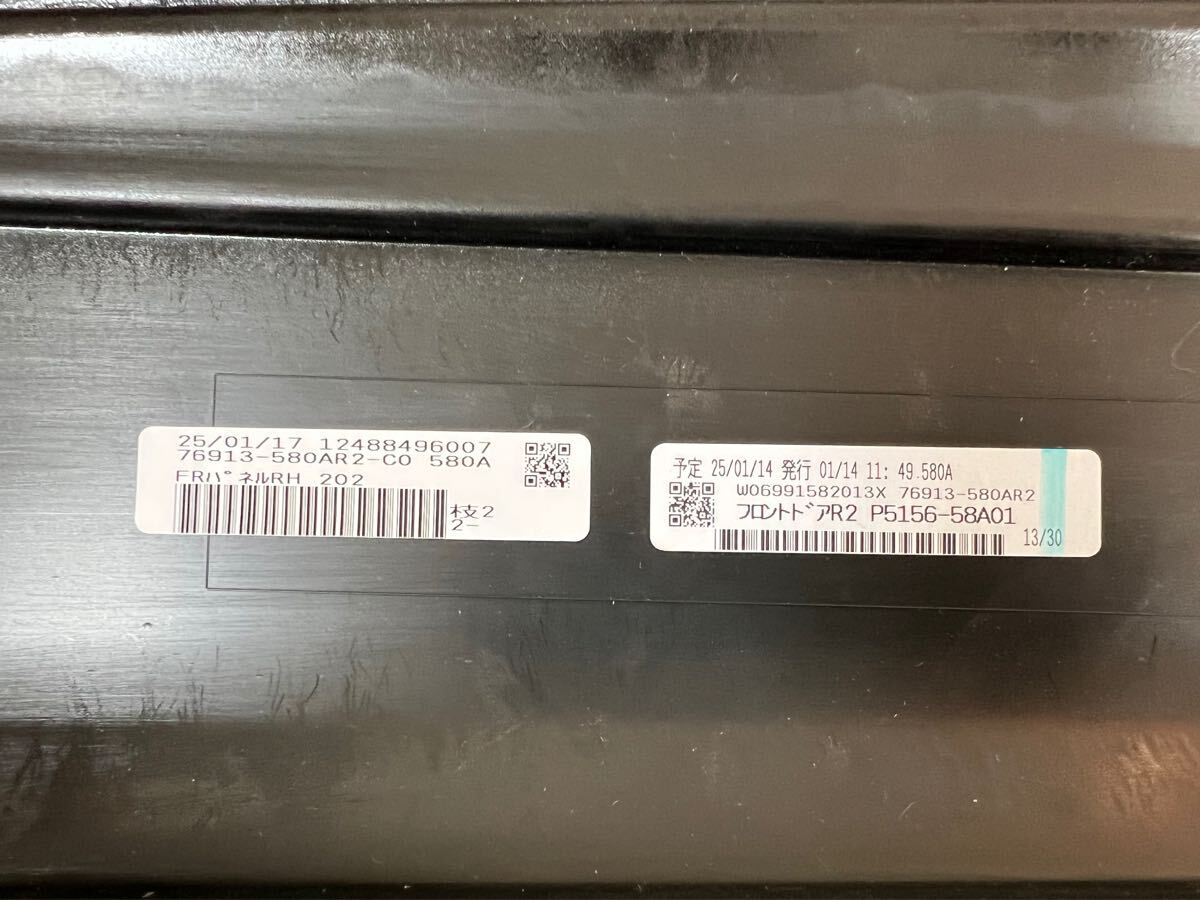 25/01/17 12488496007
76913-580AR2-C0 580A
FRﾊﾟﾈﾙRH 202
枝2
2-
予定 25/01/14 発行 01/14 11: 49.580A
W06991582013X 76913-580AR2
ﾌﾛﾝﾄﾄﾞｱR2 P5156-58A01
13/30